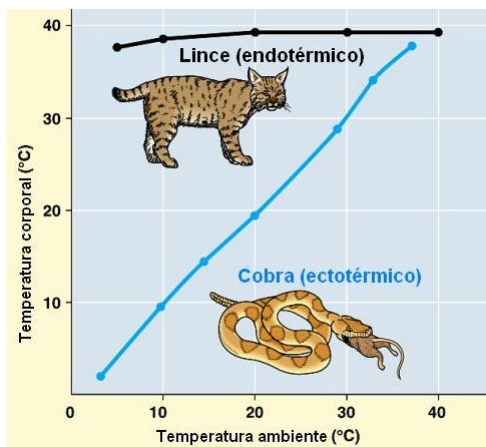 40
Lince (endotérmico)
30
Temperatura corporal (°C)
20
Cobra (ectotérmico)
10
0 10 20 30 40
Temperatura ambiente (°C)